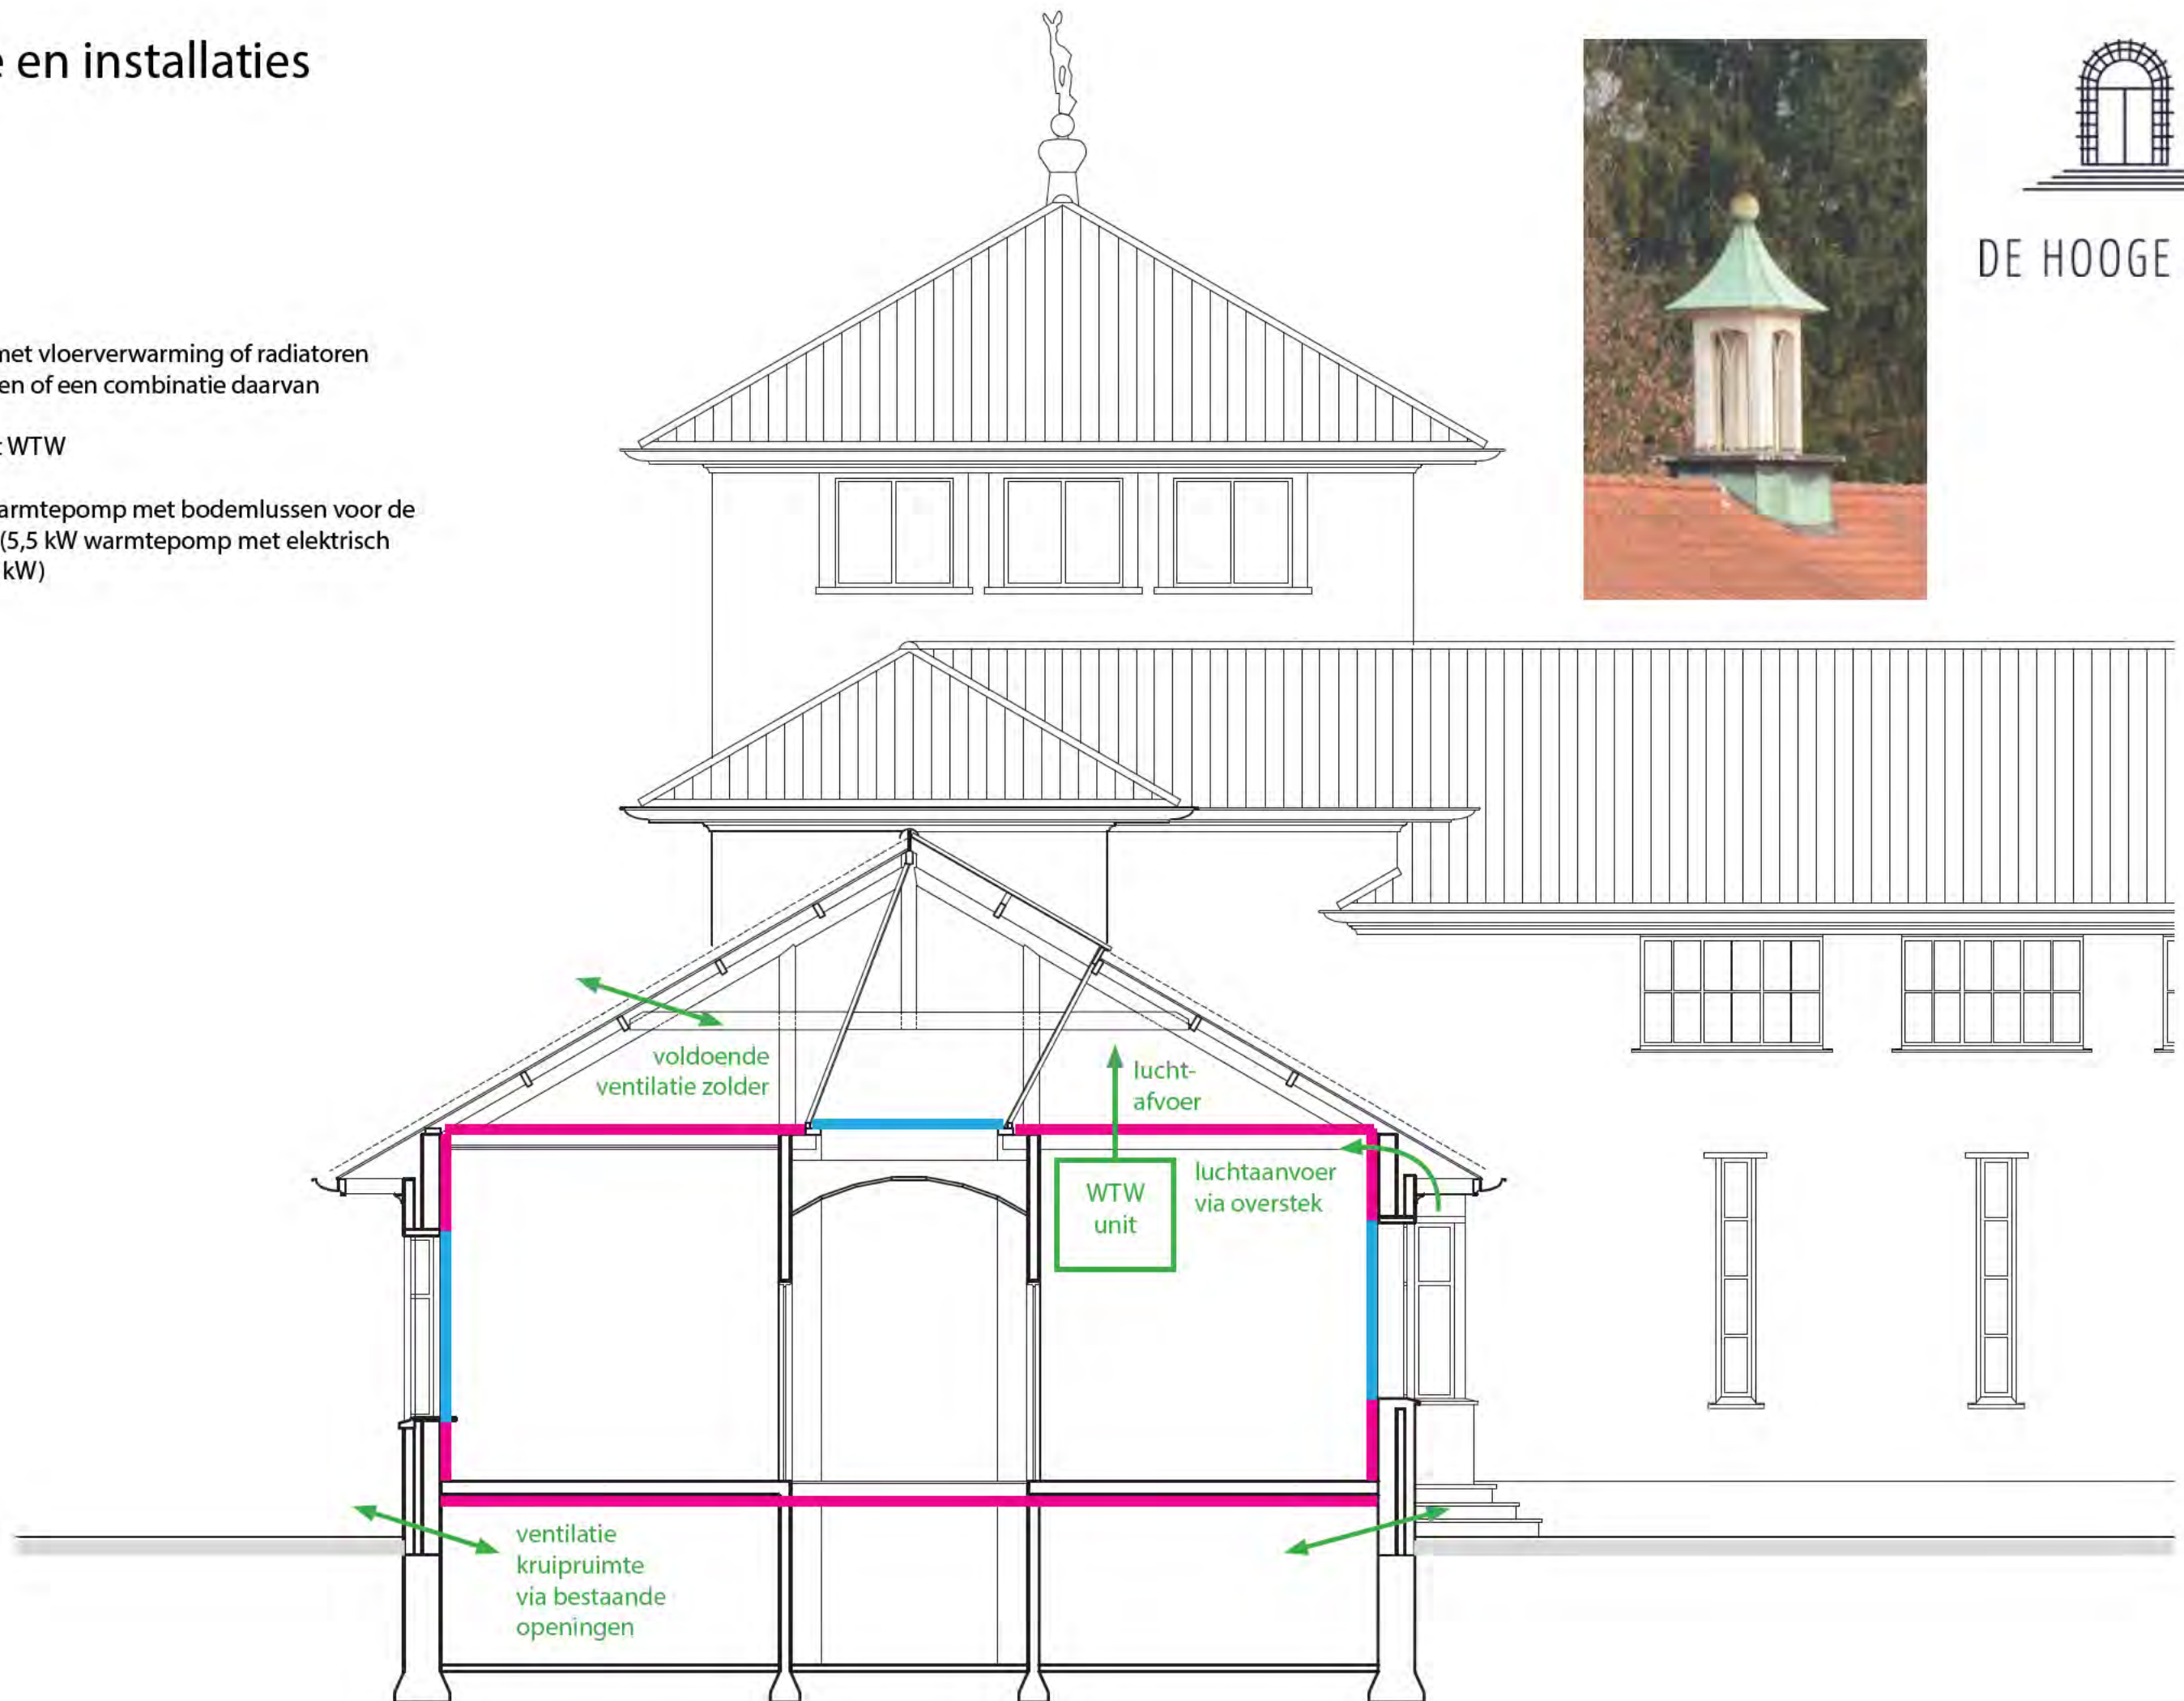 e en installaties
DE HOOGE
met vloerverwarming of radiatoren
en of een combinatie daarvan
t WTW
armtepomp met bodemlussen voor de
(5,5 kW warmtepomp met elektrisch
kW)
voldoende
ventilatie zolder
lucht-
afvoer
luchtaanvoer
via overstek
WTW
unit
ventilatie
kruipruimte
via bestaande
openingen